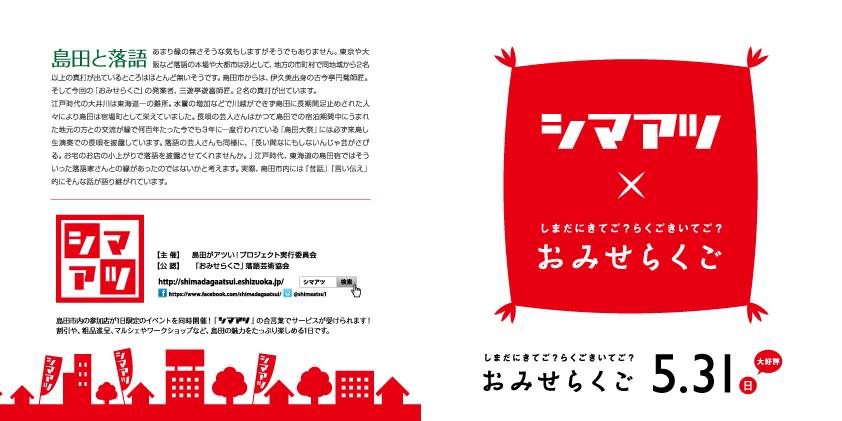 島田と落語
あまり縁の無さそうな気もしますがそうでもありません。東京や大
阪など落語の本場や大都市は別として、地方の市町村で同地域から2名
以上の真打が出ているところはほとんど無いそうです。島田市からは、伊久美出身の古今亭円菊師匠。
そして今回の「おみせらくご」の発案者、三遊亭遊喜師匠。2名の真打が出ています。
江戸時代の大井川は東海道一の難所。水量の増加などで川越ができず島田に長期間足止めされた人
々により島田は宿場町として栄えていました。長唄の芸人さんはかつて島田での宿泊期間中にうまれ
た地元の方との交流が縁で何百年たった今でも3年に一度行われている「島田大祭」には必ず来島し
生演奏での長唄を披露しています。落語の芸人さんも同様に、「長い間なにもしないんじゃ芸がさび
る。お宅のお店の小上がりで落語を披露させてくれませんか。」江戸時代、東海道の島田宿ではそう
いった落語家さんとの縁があったのではないかと考えます。実際、島田市内には「昔話」「言い伝え」
的にそんな話が語り継がれています。
シマ
アツ
【主 催】 島田がアツい!プロジェクト実行委員会
【公 認】 「おみせらくご」落語芸術協会
http://shimadagaatsui.eshizuoka.jp/
シマアツ 検索
https://www.facebook.com/shimadagaatsui/ @shimaatsu1
島田市内の参加店が1日限定のイベントを同時開催!「シマアツ」の合言葉でサービスが受けられます!
割引や、粗品進呈、マルシェやワークショップなど、島田の魅力をたっぷり楽しめる1日です。
シマアツ
シマアツ
シマアツ
シマアツ
×
しまだにきてご?らくごきいてご?
おみせらくご
しまだにきてご?らくごきいてご?
おみせらくご
5.31
日
大好評